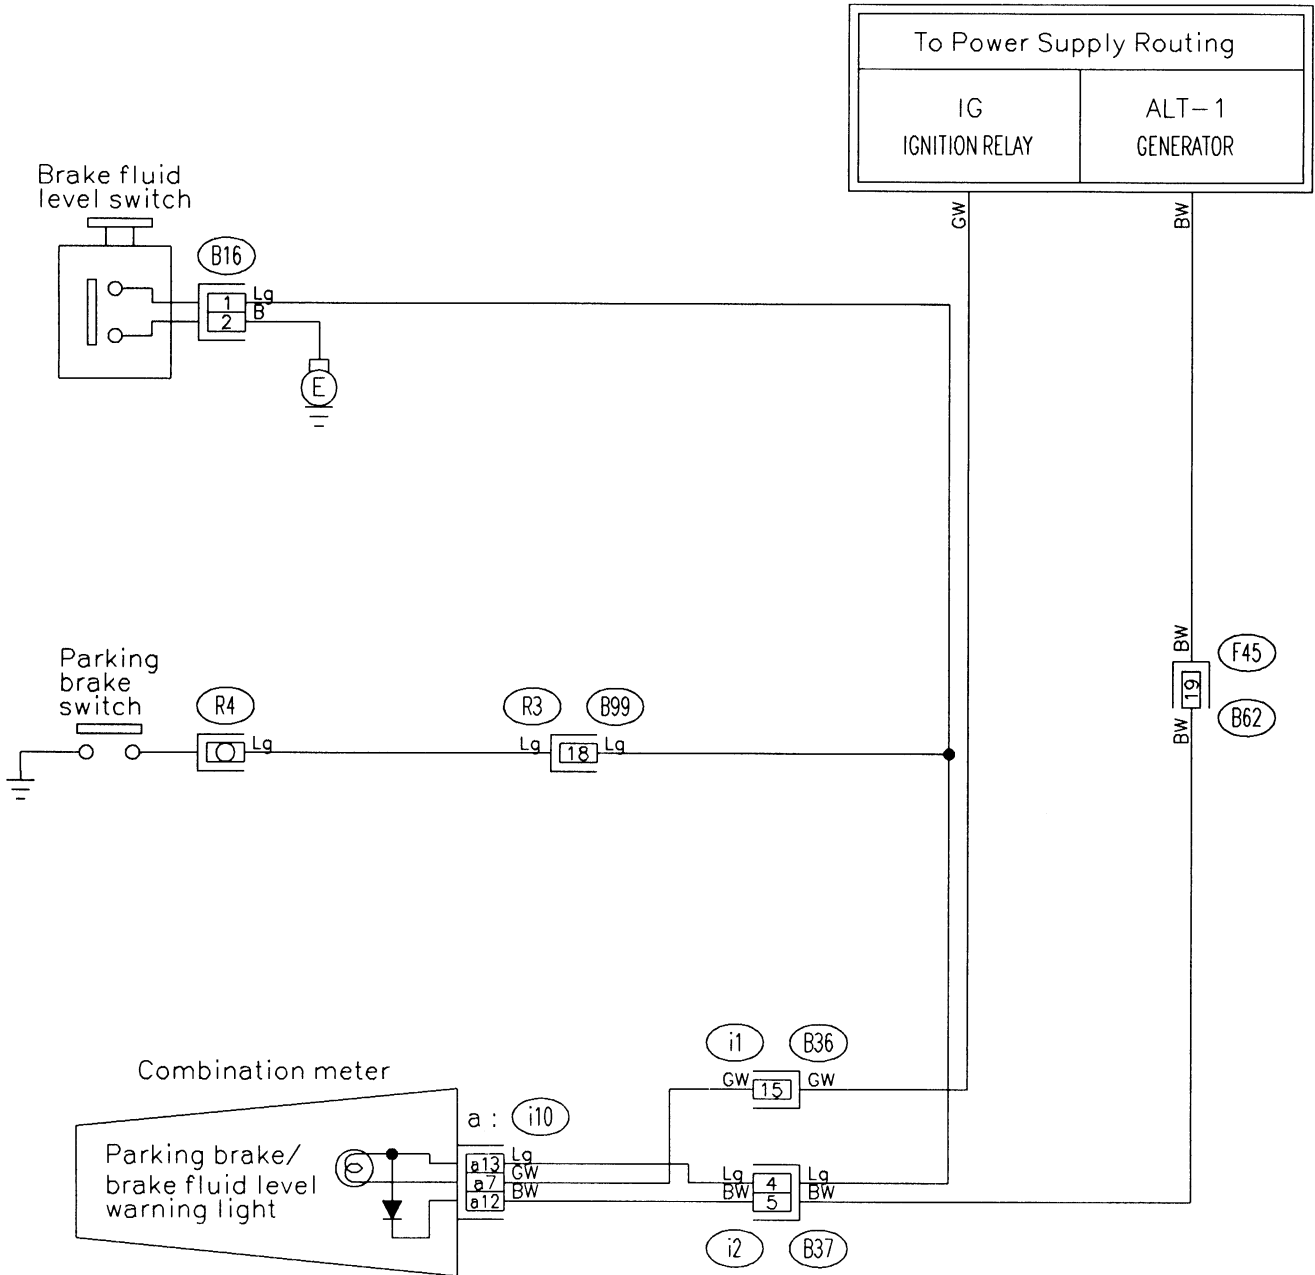 To Power Supply Routing
IG
IGNITION RELAY
ALT-1
GENERATOR
GW
BW
Brake fluid
level switch
B16
1
Lg
2
B
E
Parking
brake
switch
R4
Lg
R3
B99
Lg
18
Lg
BW
F45
19
B62
BW
i1
B36
GW
15
GW
Combination meter
a :
i10
Parking brake/
brake fluid level
warning light
a13
Lg
a7
GW
a12
BW
Lg
4
Lg
BW
5
BW
i2
B37